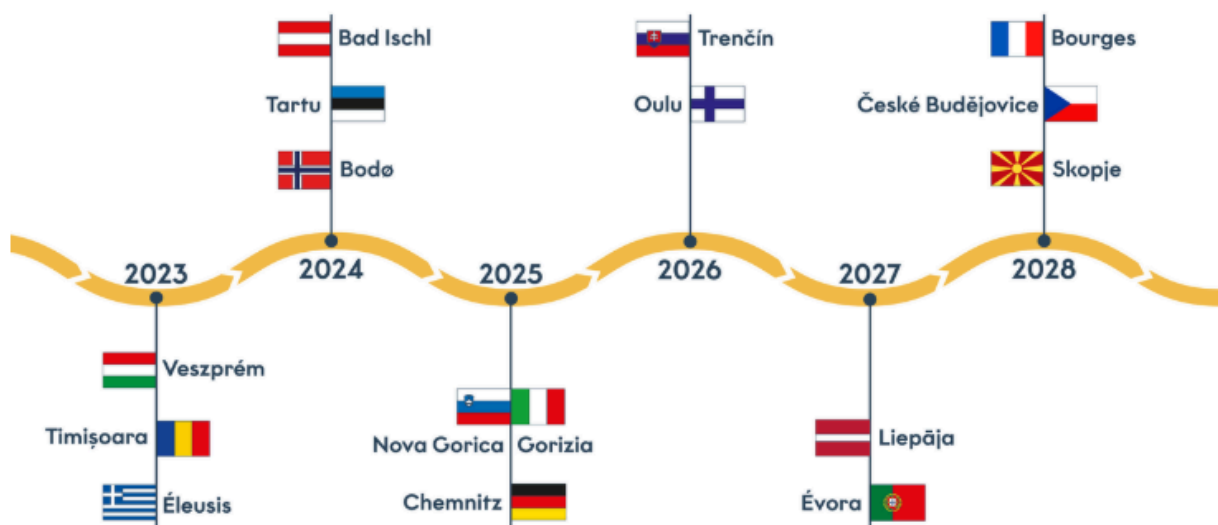 Bad Ischl
Tartu
Bodø
Trenčín
Oulu
Bourges
České Budějovice
Skopje
2023
2024
2025
2026
2027
2028
Veszprém
Timișoara
Éleusis
Nova Gorica Gorizia
Chemnitz
Liepāja
Évora